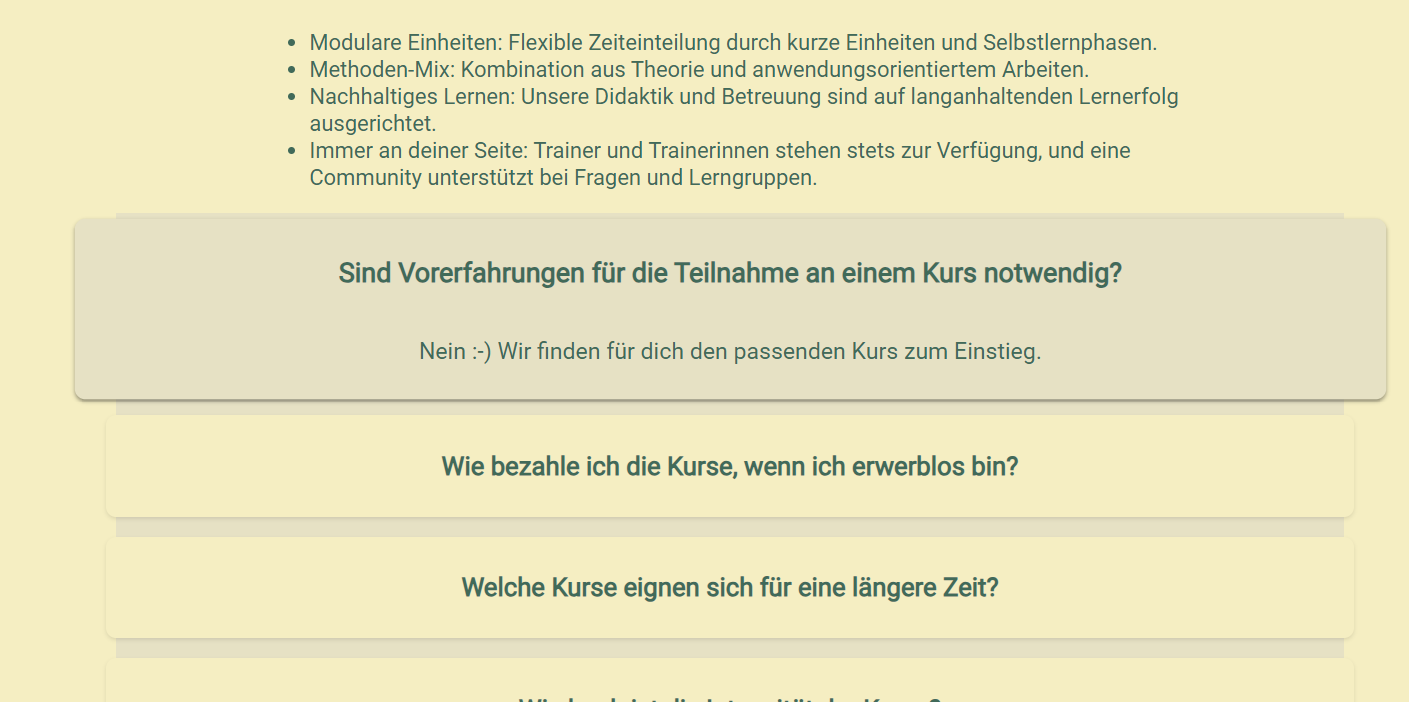 Modulare Einheiten: Flexible Zeiteinteilung durch kurze Einheiten und Selbstlernphasen.
Methoden-Mix: Kombination aus Theorie und anwendungsorientiertem Arbeiten.
Nachhaltiges Lernen: Unsere Didaktik und Betreuung sind auf langanhaltenden Lernerfolg
ausgerichtet.
Immer an deiner Seite: Trainer und Trainerinnen stehen stets zur Verfügung, und eine
Community unterstützt bei Fragen und Lerngruppen.
Sind Vorerfahrungen für die Teilnahme an einem Kurs notwendig?
Nein :-) Wir finden für dich den passenden Kurs zum Einstieg.
Wie bezahle ich die Kurse, wenn ich erwerblos bin?
Welche Kurse eignen sich für eine längere Zeit?